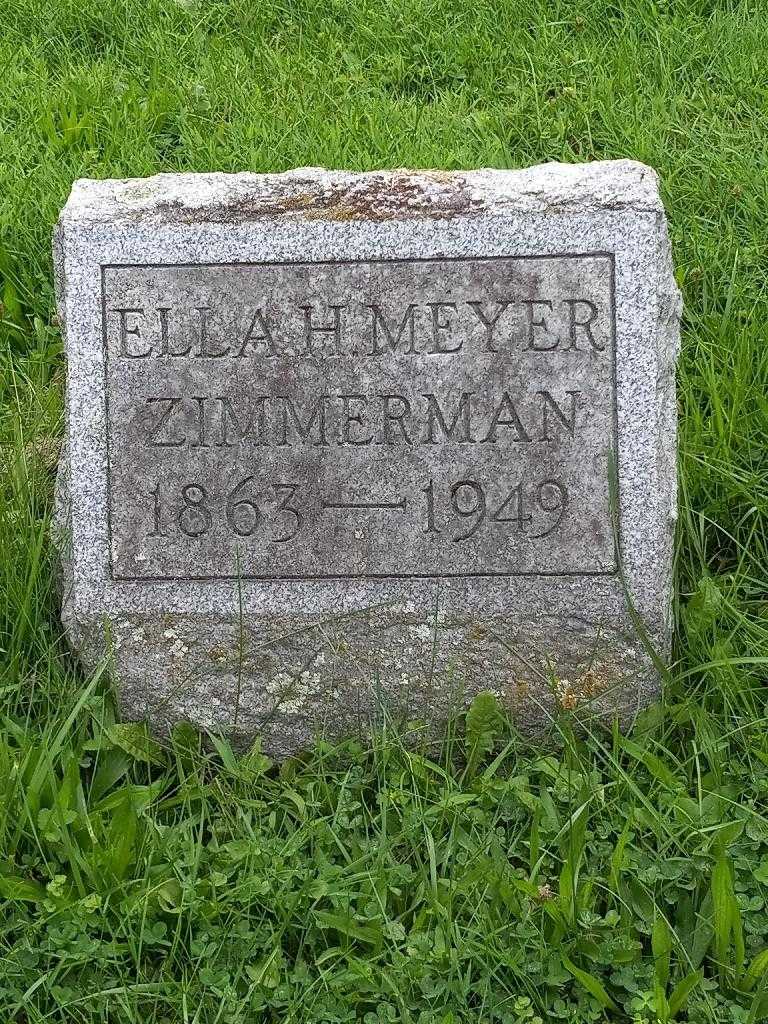 ELLA H. MEYER
ZIMMERMAN
1863 — 1949